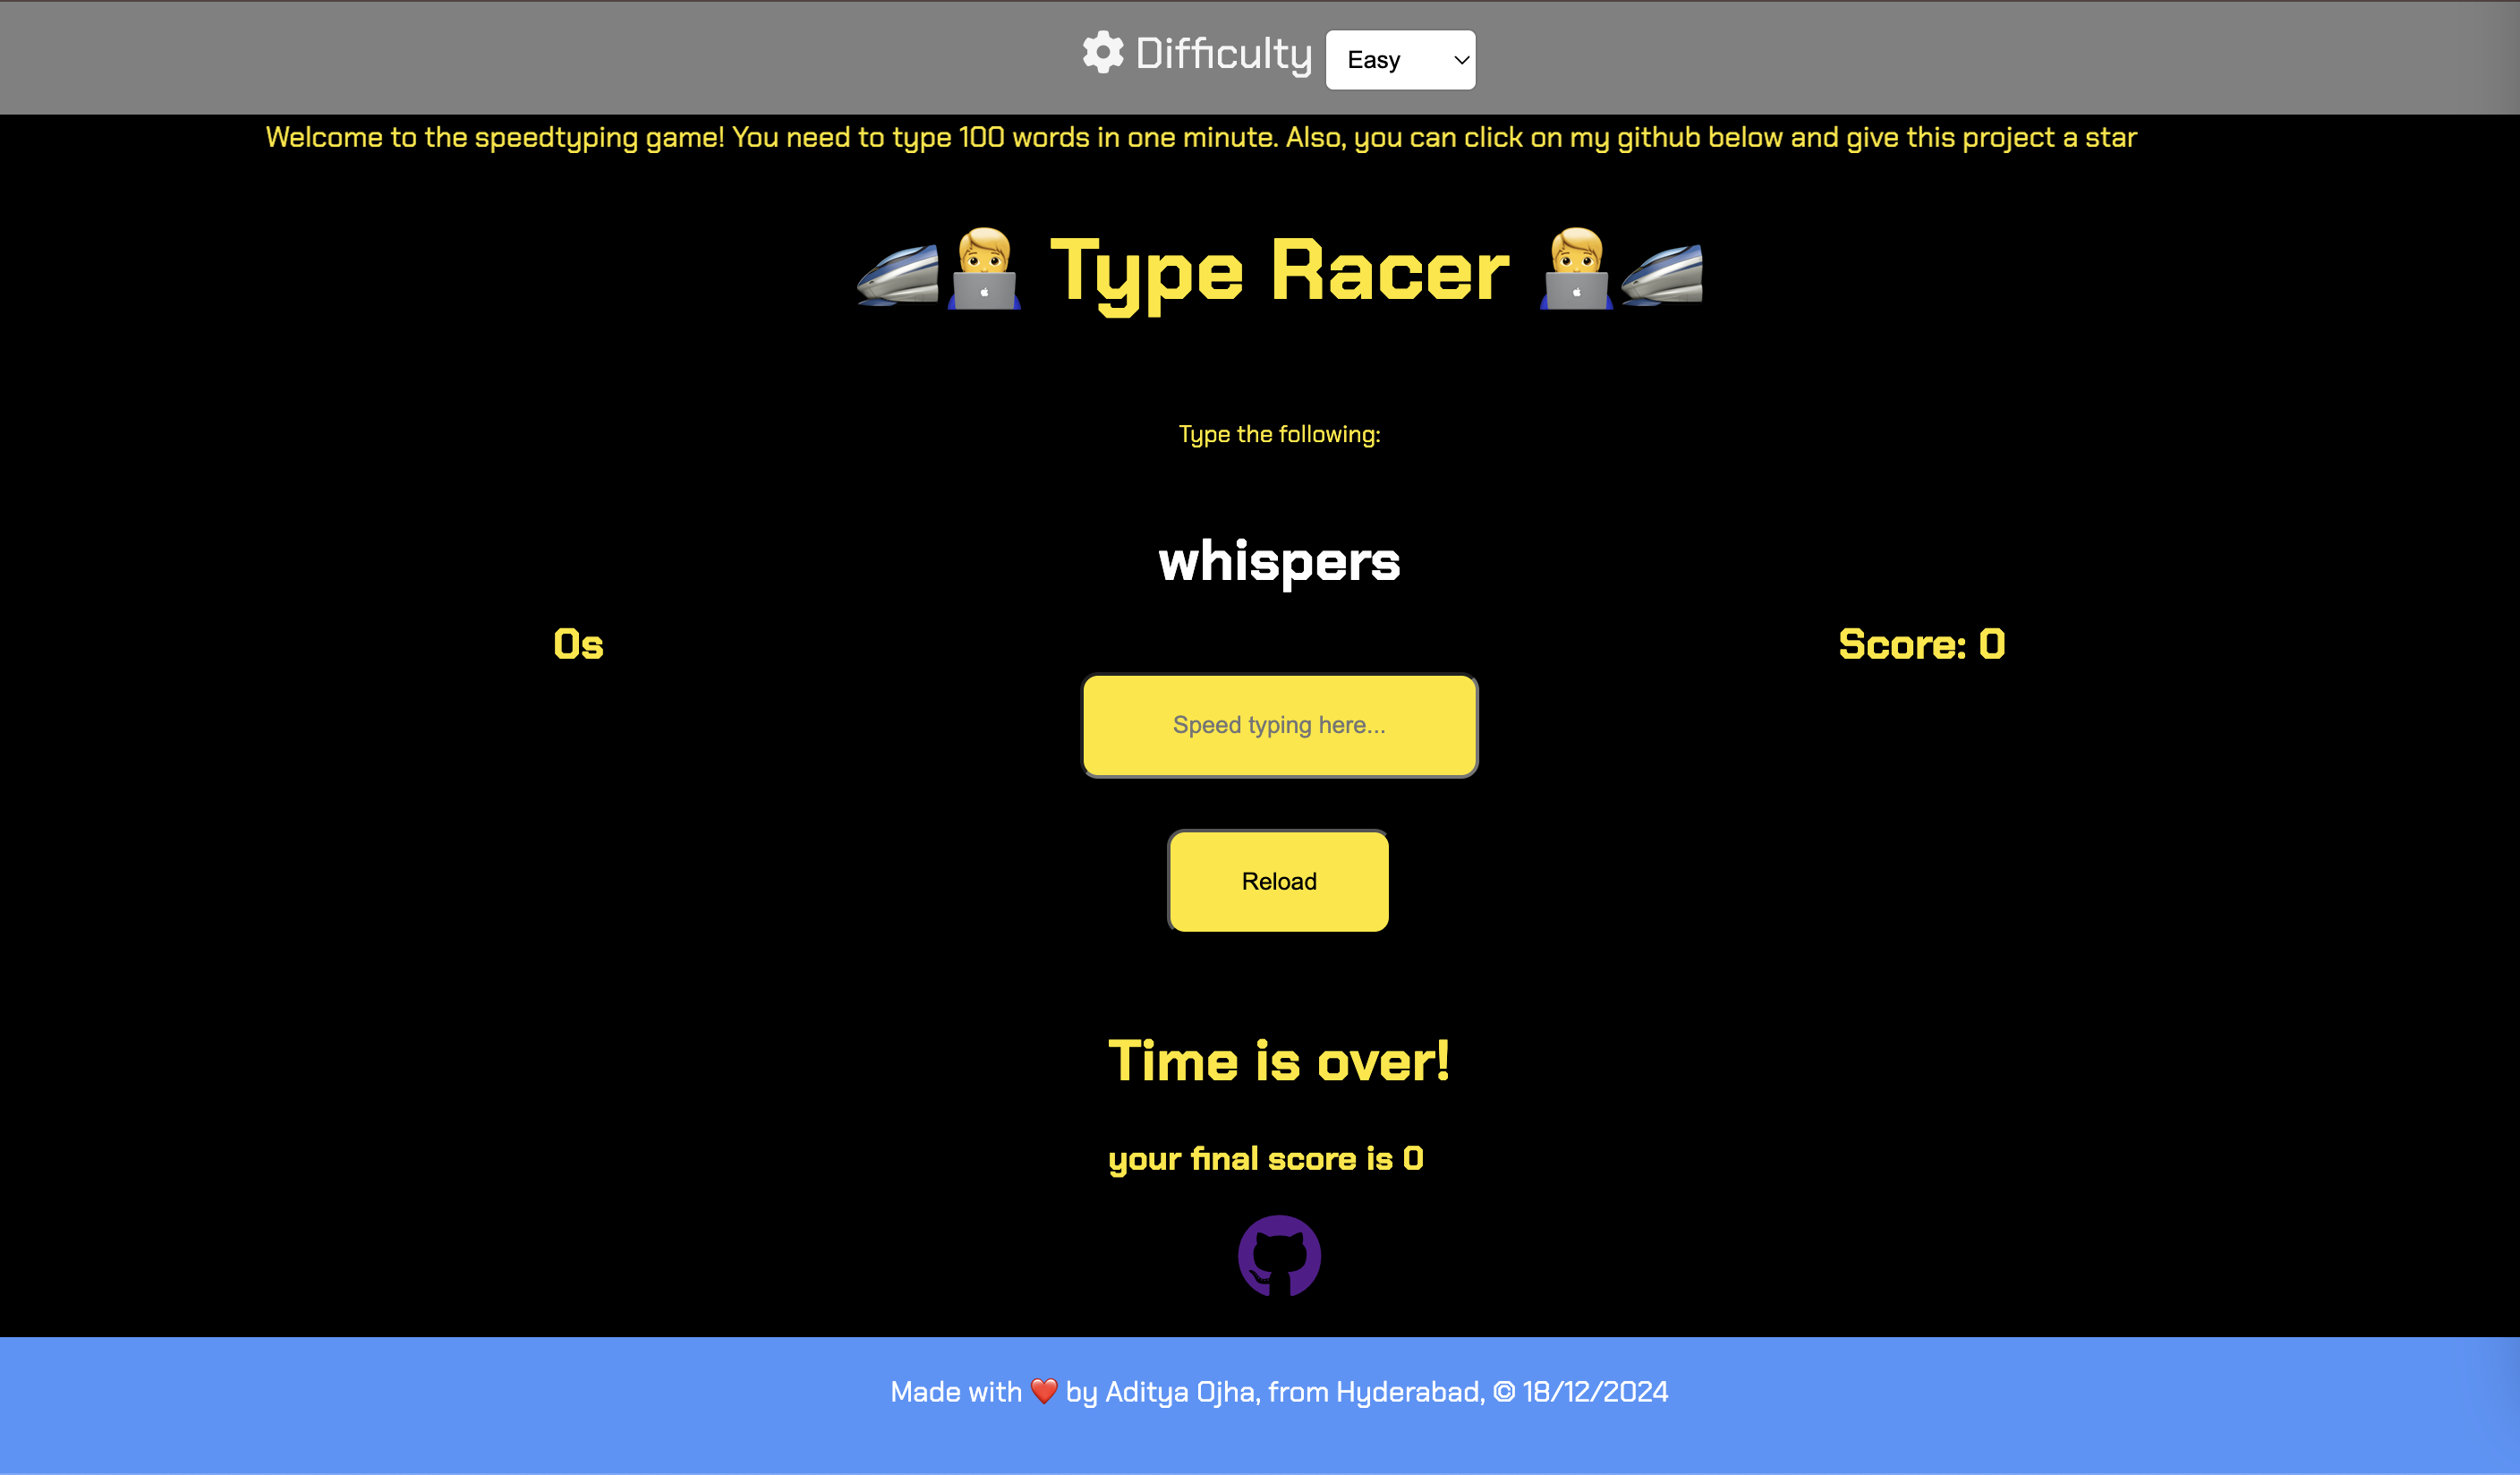 Difficulty Easy
Welcome to the speedtyping game! You need to type 100 words in one minute. Also, you can click on my github below and give this project a star
Type Racer
Type the following:
whispers
0s Score: 0
Speed typing here...
Reload
Time is over!
your final score is 0
Made with ❤️ by Aditya Ojha, from Hyderabad, © 18/12/2024